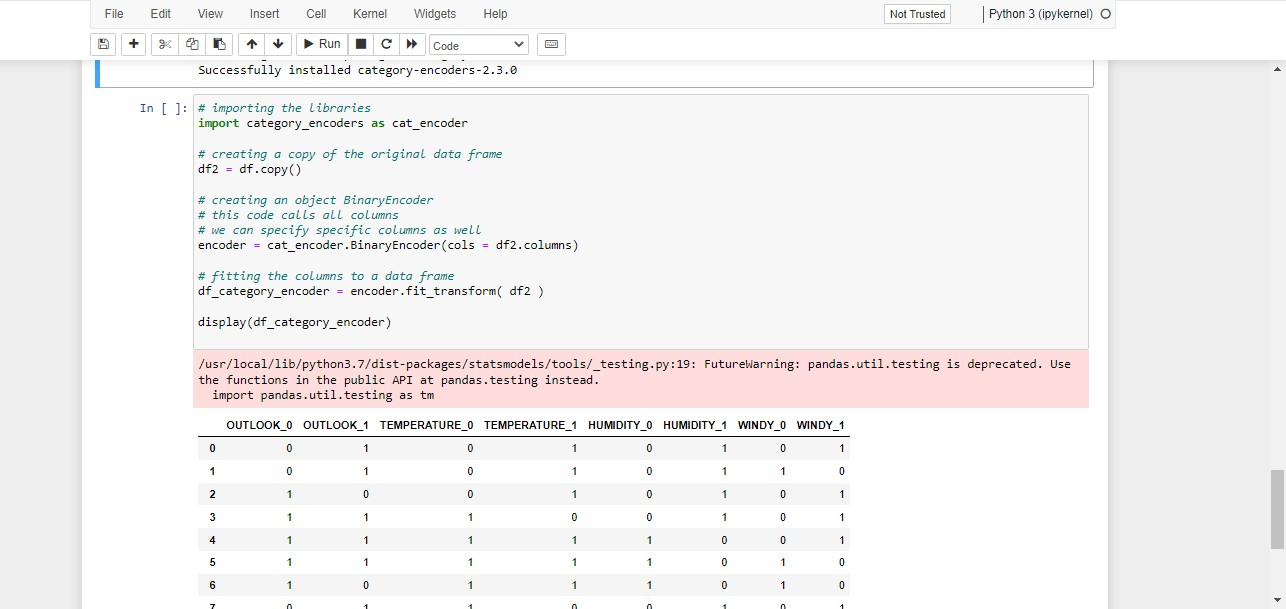 File Edit View Insert Cell Kernel Widgets Help Not Trusted Python 3 (ipykernel)
Run Code
Successfully installed category-encoders-2.3.0
In [ ]: # importing the libraries
import category_encoders as cat_encoder
# creating a copy of the original data frame
df2 = df.copy()
# creating an object BinaryEncoder
# this code calls all columns
# we can specify specific columns as well
encoder = cat_encoder.BinaryEncoder(cols = df2.columns)
# fitting the columns to a data frame
df_category_encoder = encoder.fit_transform( df2 )
display(df_category_encoder)
/usr/local/lib/python3.7/dist-packages/statsmodels/tools/_testing.py:19: FutureWarning: pandas.util.testing is deprecated. Use
the functions in the public API at pandas.testing instead.
import pandas.util.testing as tm
OUTLOOK_0 OUTLOOK_1 TEMPERATURE_0 TEMPERATURE_1 HUMIDITY_0 HUMIDITY_1 WINDY_0 WINDY_1
0 0 1 0 1 0 1 0 1
1 0 1 0 1 0 1 1 0
2 1 0 0 1 0 1 0 1
3 1 1 1 0 0 1 0 1
4 1 1 1 1 1 0 0 1
5 1 1 1 1 1 0 1 0
6 1 0 1 1 1 0 1 0
7 0 1 1 0 0 1 0 1